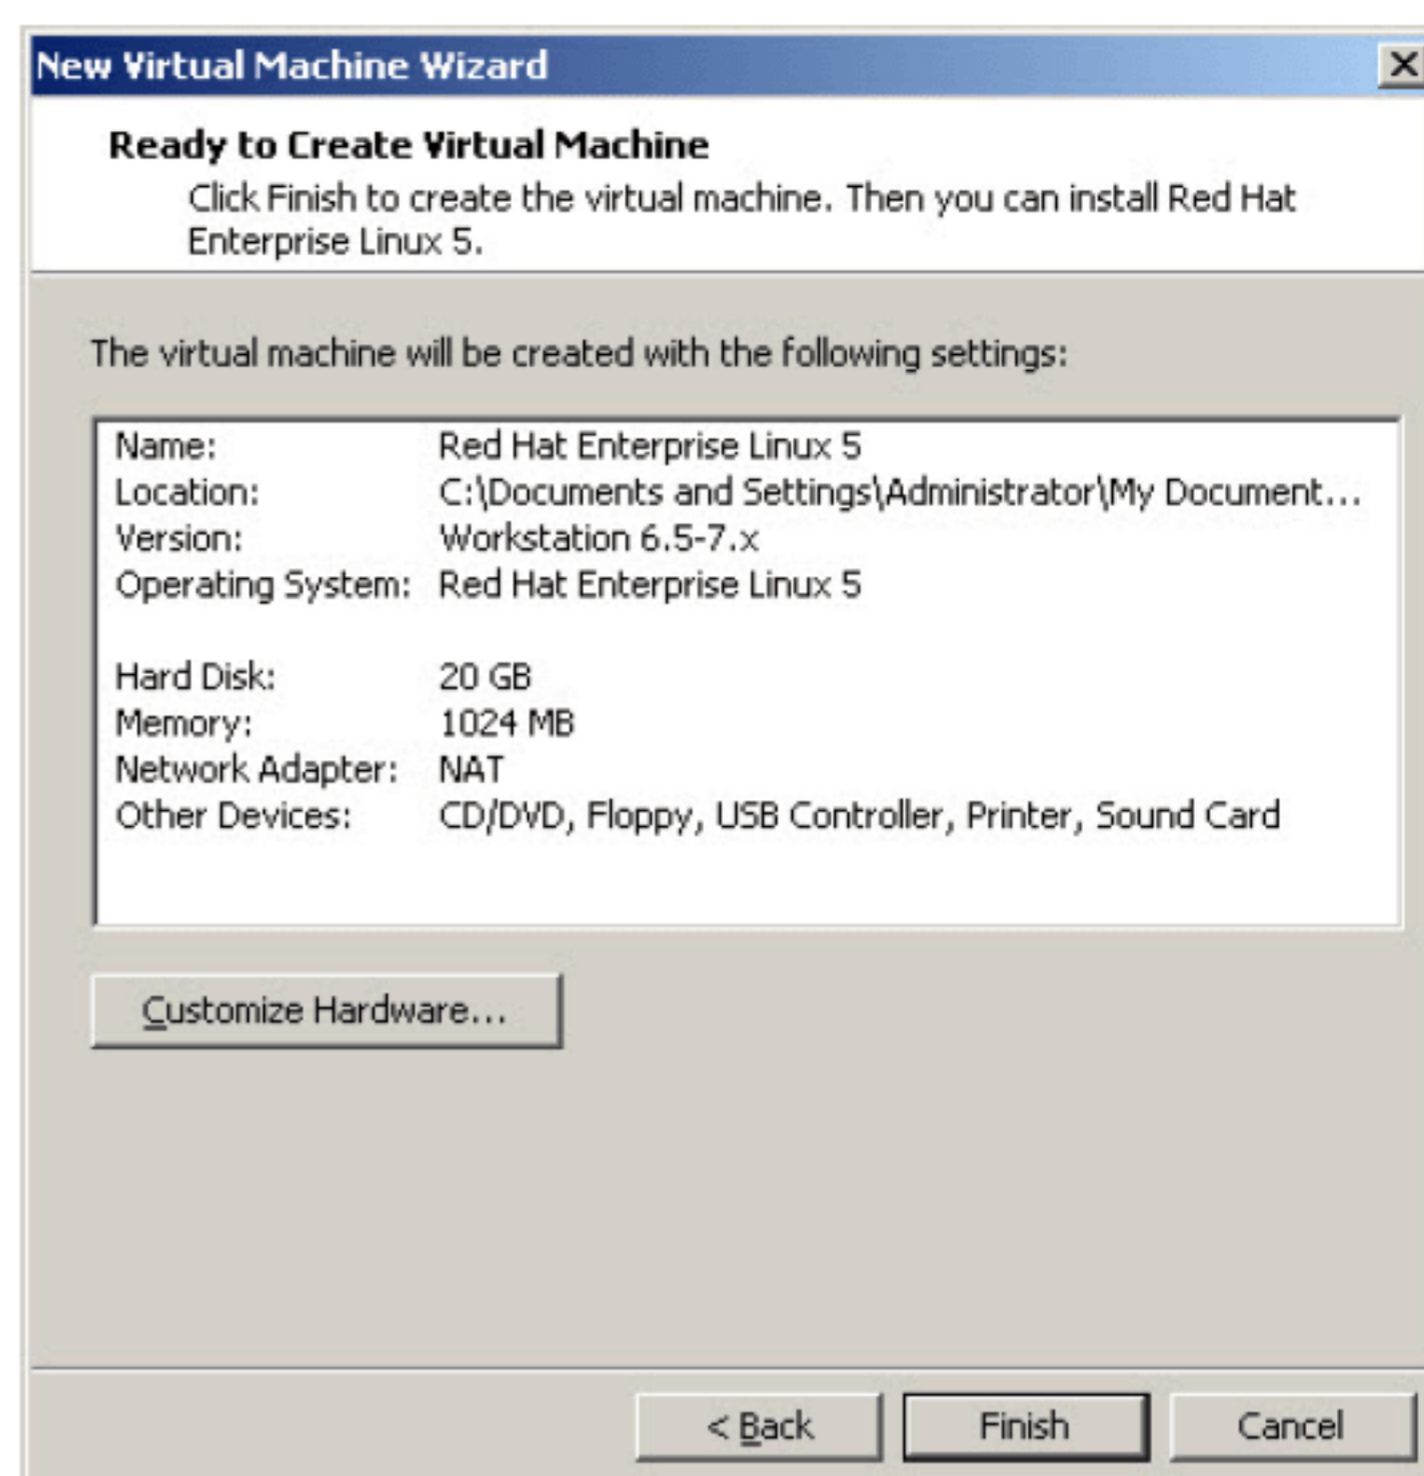 New Virtual Machine Wizard
Ready to Create Virtual Machine
Click Finish to create the virtual machine. Then you can install Red Hat
Enterprise Linux 5.
The virtual machine will be created with the following settings:
Name: Red Hat Enterprise Linux 5
Location: C:\Documents and Settings\Administrator\My Document...
Version: Workstation 6.5-7.x
Operating System: Red Hat Enterprise Linux 5
Hard Disk: 20 GB
Memory: 1024 MB
Network Adapter: NAT
Other Devices: CD/DVD, Floppy, USB Controller, Printer, Sound Card
Customize Hardware...
< Back Finish Cancel